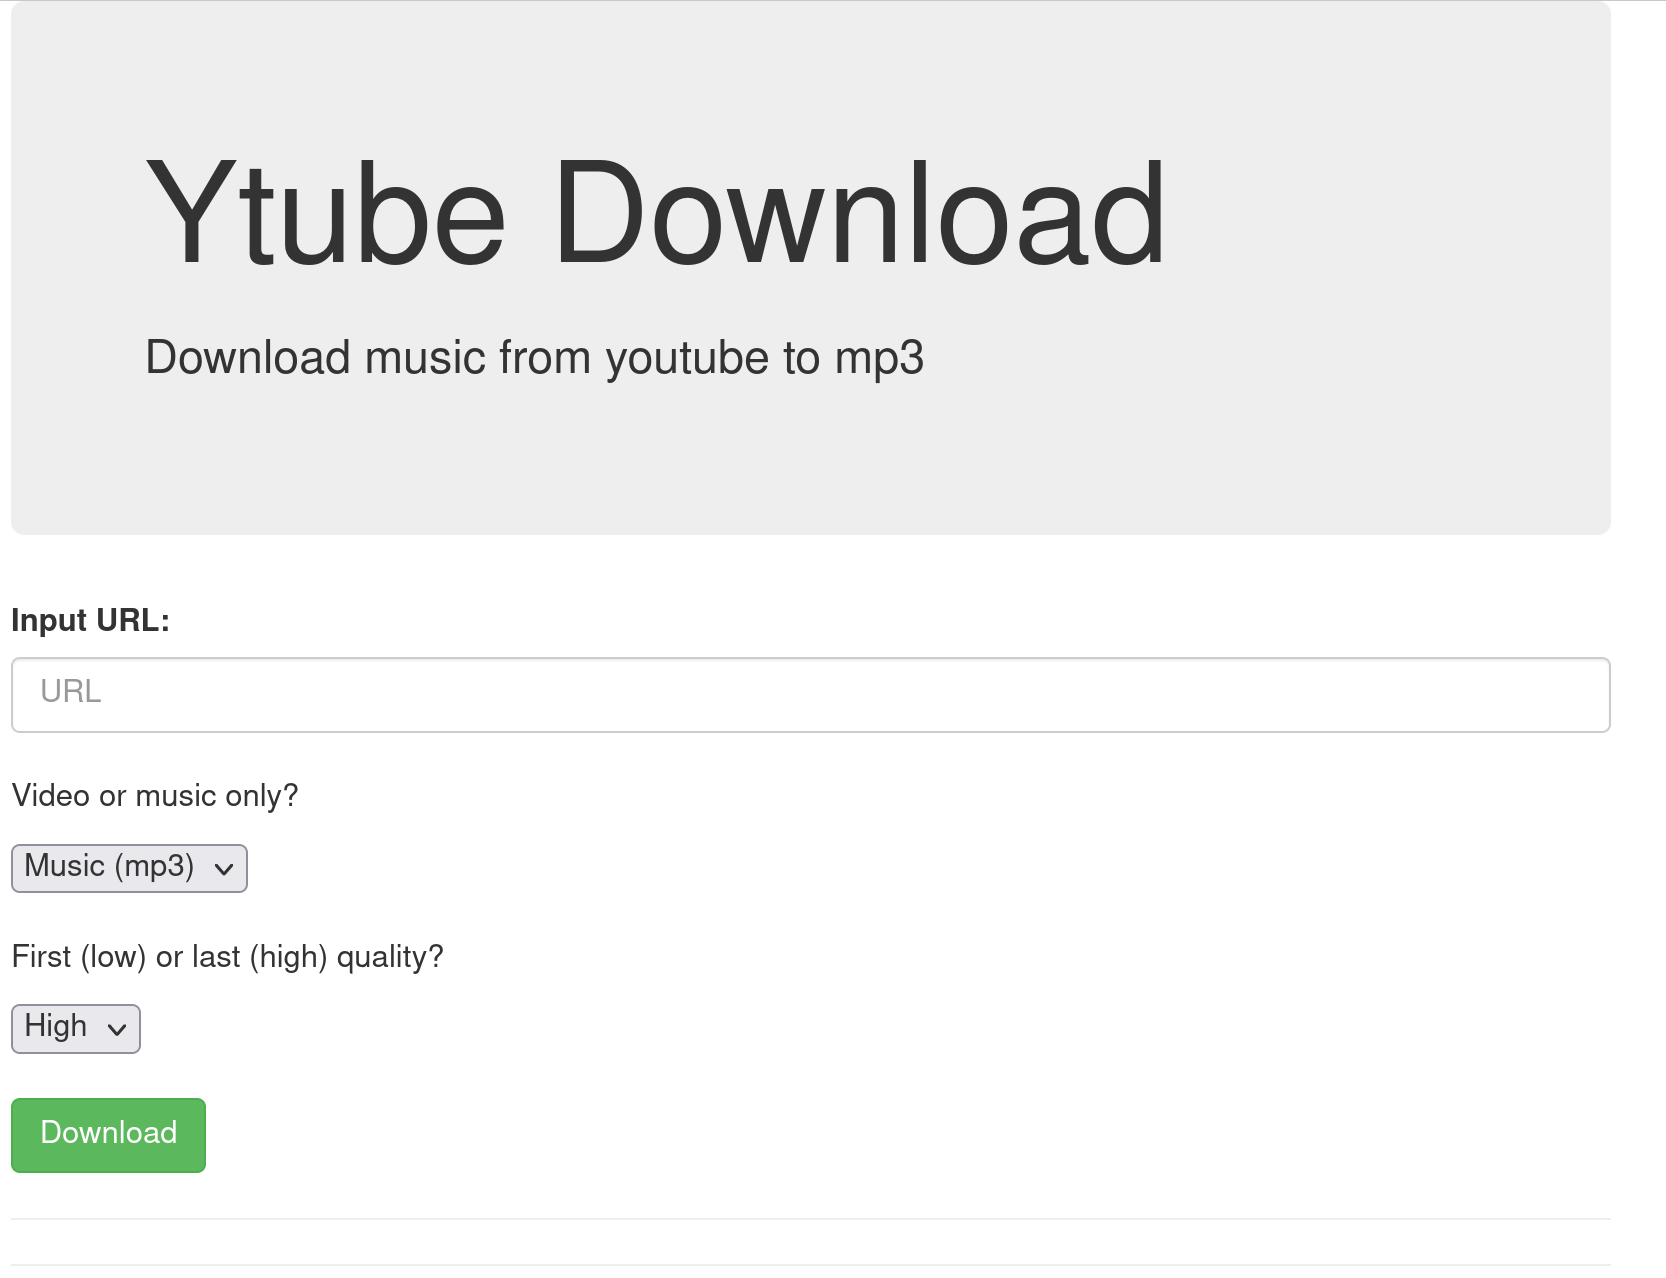 Ytube Download
Download music from youtube to mp3
Input URL:
URL
Video or music only?
Music (mp3)
First (low) or last (high) quality?
High
Download